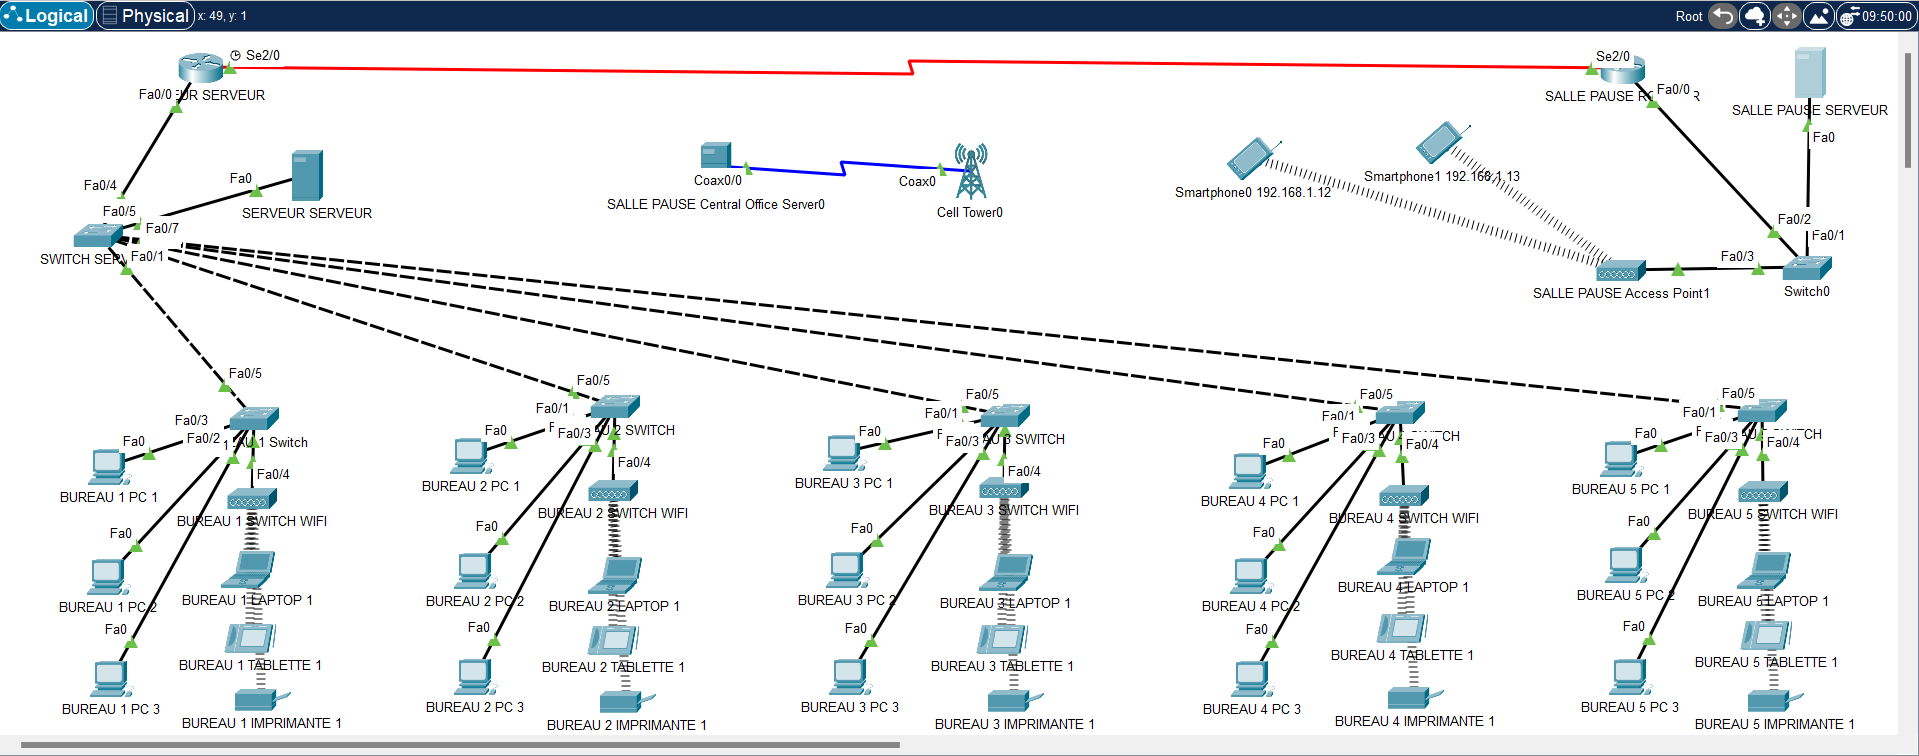 Logical
Physical
x: 49, y: 1
Root
09:50:00
Se2/0
Fa0/0
UR SERVEUR
Se2/0
Fa0/0
SALLE PAUSE R
SALLE PAUSE SERVEUR
Fa0
Fa0/4
Fa0
SERVEUR SERVEUR
Fa0/5
Fa0/7
SWITCH SERV
Fa0/1
Coax0/0
Coax0
SALLE PAUSE Central Office Server0
Cell Tower0
Smartphone1 192.168.1.13
Smartphone0 192.168.1.12
Fa0/2
Fa0/1
Fa0/3
SALLE PAUSE Access Point1
Switch0
Fa0/5
Fa0/3
Fa0/2
1
AU 1 Switch
Fa0
Fa0/4
BUREAU 1 PC 1
BUREAU 1 SWITCH WIFI
Fa0
BUREAU 1 PC 2
BUREAU 1 LAPTOP 1
Fa0
BUREAU 1 TABLETTE 1
BUREAU 1 PC 3
BUREAU 1 IMPRIMANTE 1
Fa0/5
Fa0/1
F
Fa0/3
AU 2 SWITCH
Fa0
Fa0/4
BUREAU 2 PC 1
BUREAU 2 SWITCH WIFI
Fa0
BUREAU 2 PC 2
BUREAU 2 LAPTOP 1
Fa0
BUREAU 2 TABLETTE 1
BUREAU 2 PC 3
BUREAU 2 IMPRIMANTE 1
Fa0/5
Fa0/1
F
Fa0/3
AU 3 SWITCH
Fa0
Fa0/4
BUREAU 3 PC 1
BUREAU 3 SWITCH WIFI
Fa0
BUREAU 3 PC 2
BUREAU 3 LAPTOP 1
Fa0
BUREAU 3 TABLETTE 1
BUREAU 3 PC 3
BUREAU 3 IMPRIMANTE 1
Fa0/5
Fa0/1
F
Fa0/3
Fa0/4
Fa0
BUREAU 4 PC 1
BUREAU 4 SWITCH WIFI
Fa0
BUREAU 4 PC 2
BUREAU 4 LAPTOP 1
Fa0
BUREAU 4 TABLETTE 1
BUREAU 4 PC 3
BUREAU 4 IMPRIMANTE 1
Fa0/5
Fa0/1
F
Fa0/3
Fa0/4
Fa0
BUREAU 5 PC 1
BUREAU 5 SWITCH WIFI
Fa0
BUREAU 5 PC 2
BUREAU 5 LAPTOP 1
Fa0
BUREAU 5 TABLETTE 1
BUREAU 5 PC 3
BUREAU 5 IMPRIMANTE 1